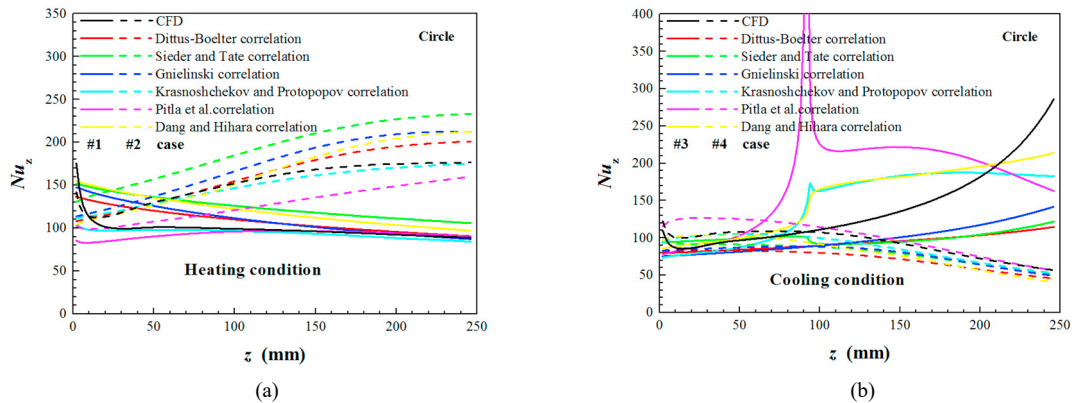 350
300
250
200
150
100
50
0
Nu z
CFD
Dittus-Boelter correlation
Sieder and Tate correlation
Gnielinski correlation
Krasnoshchekov and Protopopov correlation
Pitla et al.correlation
Dang and Hihara correlation
#1 #2 case
Circle
Heating condition
0 50 100 150 200 250
z (mm)
(a)
400
350
300
250
200
150
100
50
0
Nu z
CFD
Dittus-Boelter correlation
Sieder and Tate correlation
Gnielinski correlation
Krasnoshchekov and Protopopov correlation
Pitla et al.correlation
Dang and Hihara correlation
#3 #4 case
Circle
Cooling condition
0 50 100 150 200 250
z (mm)
(b)